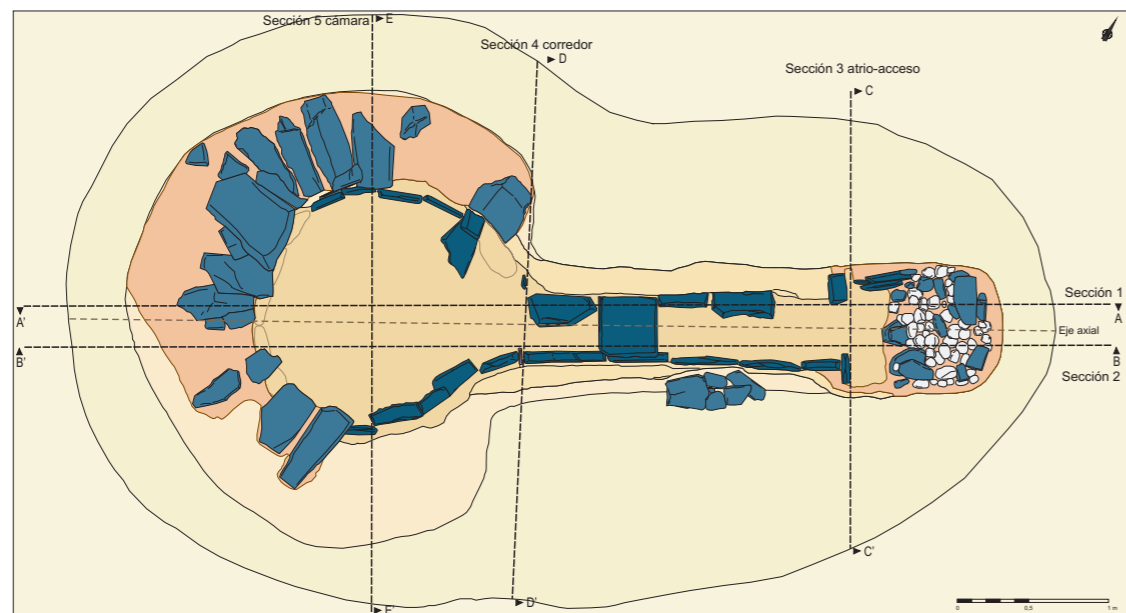 Sección 5 cámara
E
Sección 4 corredor
D
Sección 3 atrio-acceso
C
Sección 1
A'
A
Eje axial
B'
B
Sección 2
C'
D'
E'
0
0,5
1 m